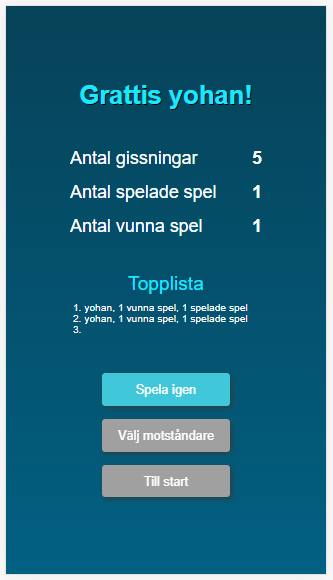 Grattis yohan!
Antal gissningar 5
Antal spelade spel 1
Antal vunna spel 1
Topplista
1. yohan, 1 vunna spel, 1 spelade spel
2. yohan, 1 vunna spel, 1 spelade spel
3.
Spela igen
Välj motståndare
Till start